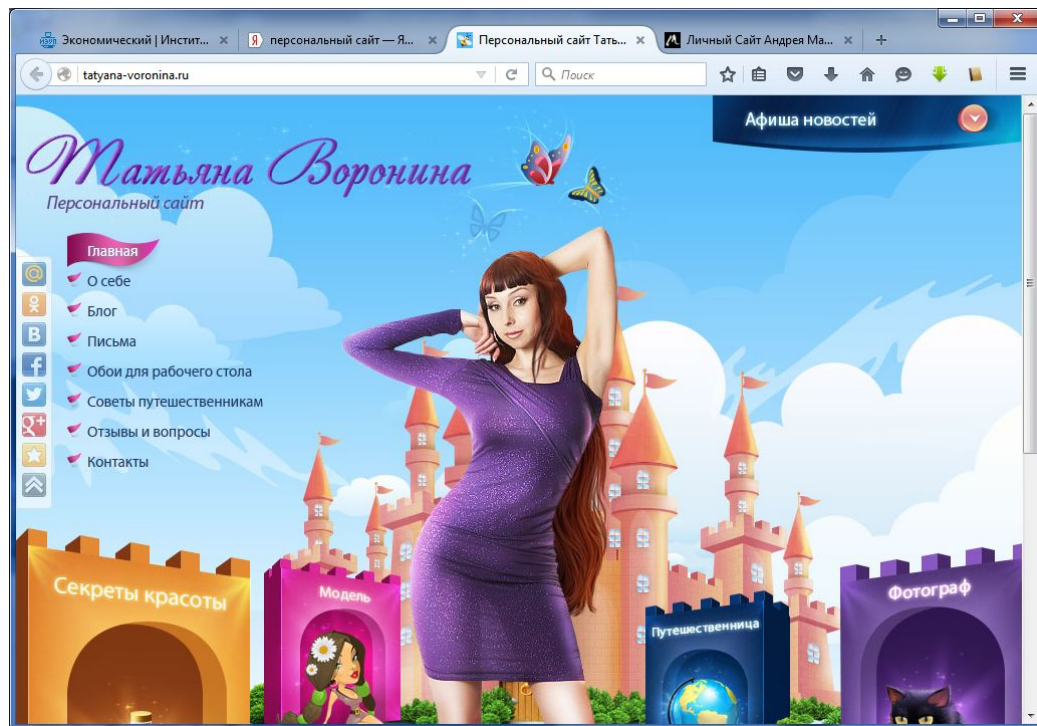 Экономический | Инстит...
персональный сайт — Я...
Персональный сайт Тать...
Личный Сайт Андрея Ма...
tatyana-voronina.ru
Поиск
Афиша новостей
Татьяна Воронина
Персональный сайт
Главная
О себе
Блог
Письма
Обои для рабочего стола
Советы путешественникам
Отзывы и вопросы
Контакты
Секреты красоты
Модель
Путешественница
Фотограф